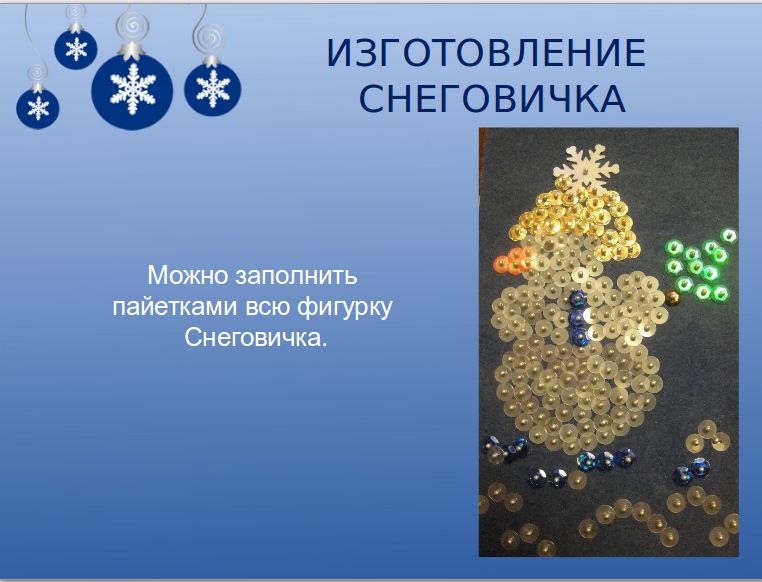 ИЗГОТОВЛЕНИЕ
СНЕГОВИЧКА
Можно заполнить
пайетками всю фигурку
Снеговичка.